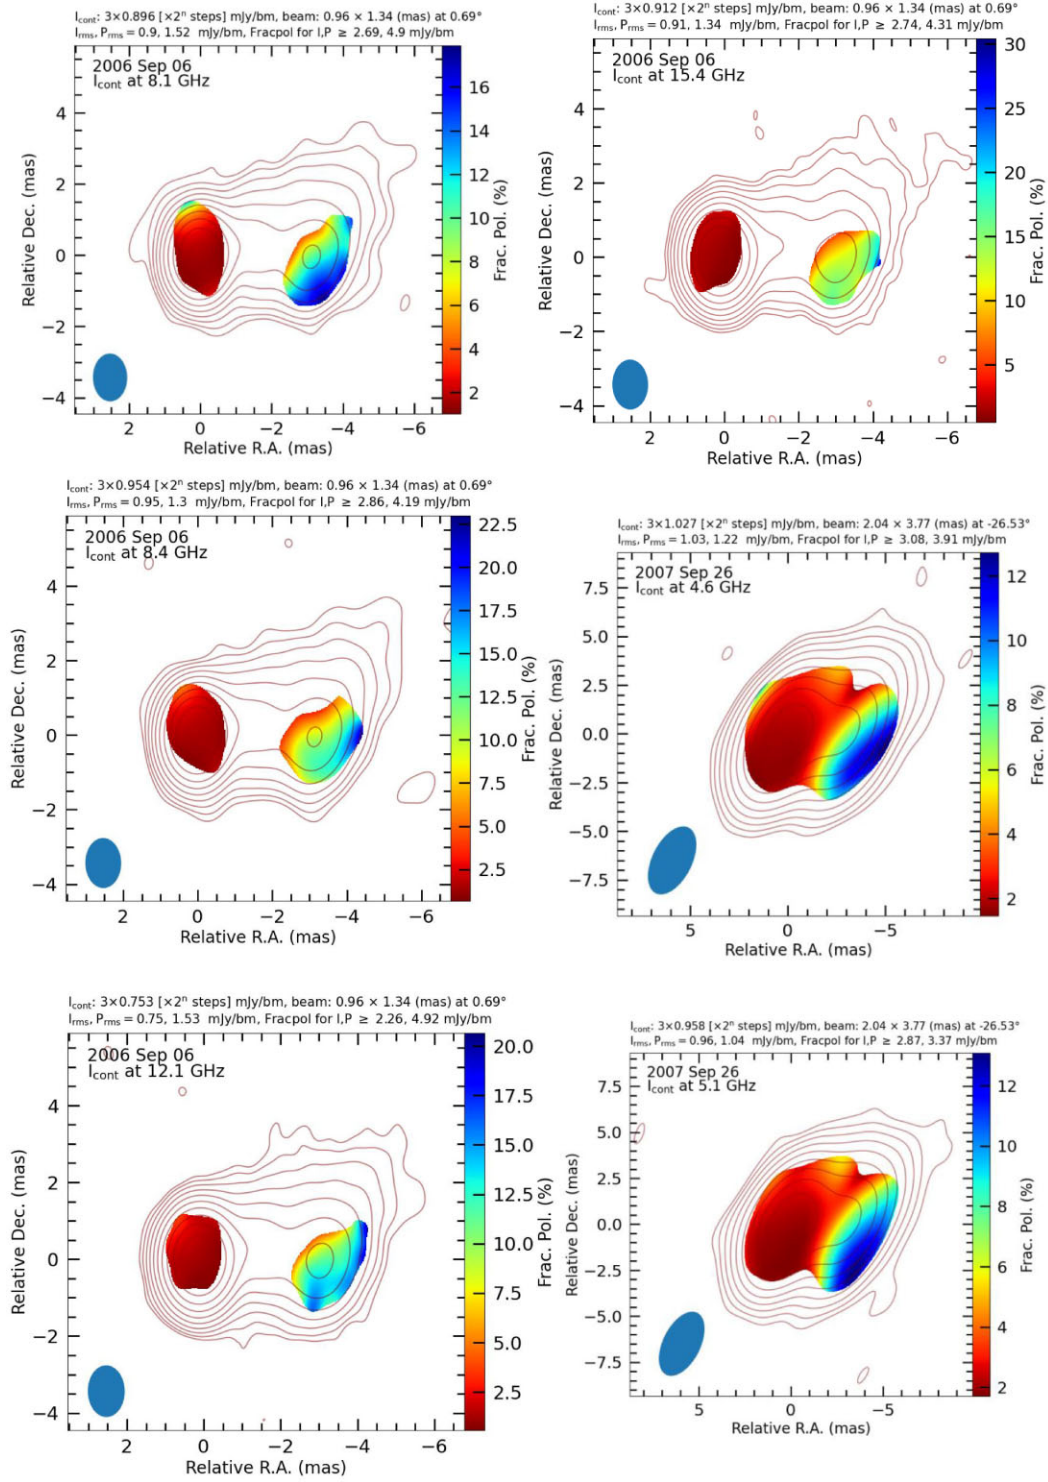 I_cont: 3×0.896 [×2ⁿ steps] mJy/bm, beam: 0.96 × 1.34 (mas) at 0.69°
I_rms, P_rms = 0.9, 1.52 mJy/bm, Fracpol for I,P ≥ 2.69, 4.9 mJy/bm
2006 Sep 06
I_cont at 8.1 GHz
4
2
0
−2
−4
Relative Dec. (mas)
2 0 −2 −4 −6
Relative R.A. (mas)
16
14
12
10
8
6
4
2
Frac. Pol. (%)
I_cont: 3×0.912 [×2ⁿ steps] mJy/bm, beam: 0.96 × 1.34 (mas) at 0.69°
I_rms, P_rms = 0.91, 1.34 mJy/bm, Fracpol for I,P ≥ 2.74, 4.31 mJy/bm
2006 Sep 06
I_cont at 15.4 GHz
4
2
0
−2
−4
Relative Dec. (mas)
2 0 −2 −4 −6
Relative R.A. (mas)
30
25
20
15
10
5
Frac. Pol. (%)
I_cont: 3×0.954 [×2ⁿ steps] mJy/bm, beam: 0.96 × 1.34 (mas) at 0.69°
I_rms, P_rms = 0.95, 1.3 mJy/bm, Fracpol for I,P ≥ 2.86, 4.19 mJy/bm
2006 Sep 06
I_cont at 8.4 GHz
4
2
0
−2
−4
Relative Dec. (mas)
2 0 −2 −4 −6
Relative R.A. (mas)
22.5
20.0
17.5
15.0
12.5
10.0
7.5
5.0
2.5
Frac. Pol. (%)
I_cont: 3×1.027 [×2ⁿ steps] mJy/bm, beam: 2.04 × 3.77 (mas) at -26.53°
I_rms, P_rms = 1.03, 1.22 mJy/bm, Fracpol for I,P ≥ 3.08, 3.91 mJy/bm
2007 Sep 26
I_cont at 4.6 GHz
7.5
5.0
2.5
0.0
−2.5
−5.0
−7.5
Relative Dec. (mas)
5 0 −5
Relative R.A. (mas)
12
10
8
6
4
2
Frac. Pol. (%)
I_cont: 3×0.753 [×2ⁿ steps] mJy/bm, beam: 0.96 × 1.34 (mas) at 0.69°
I_rms, P_rms = 0.75, 1.53 mJy/bm, Fracpol for I,P ≥ 2.26, 4.92 mJy/bm
2006 Sep 06
I_cont at 12.1 GHz
4
2
0
−2
−4
Relative Dec. (mas)
2 0 −2 −4 −6
Relative R.A. (mas)
20.0
17.5
15.0
12.5
10.0
7.5
5.0
2.5
Frac. Pol. (%)
I_cont: 3×0.958 [×2ⁿ steps] mJy/bm, beam: 2.04 × 3.77 (mas) at -26.53°
I_rms, P_rms = 0.96, 1.04 mJy/bm, Fracpol for I,P ≥ 2.87, 3.37 mJy/bm
2007 Sep 26
I_cont at 5.1 GHz
7.5
5.0
2.5
0.0
−2.5
−5.0
−7.5
Relative Dec. (mas)
5 0 −5
Relative R.A. (mas)
12
10
8
6
4
2
Frac. Pol. (%)